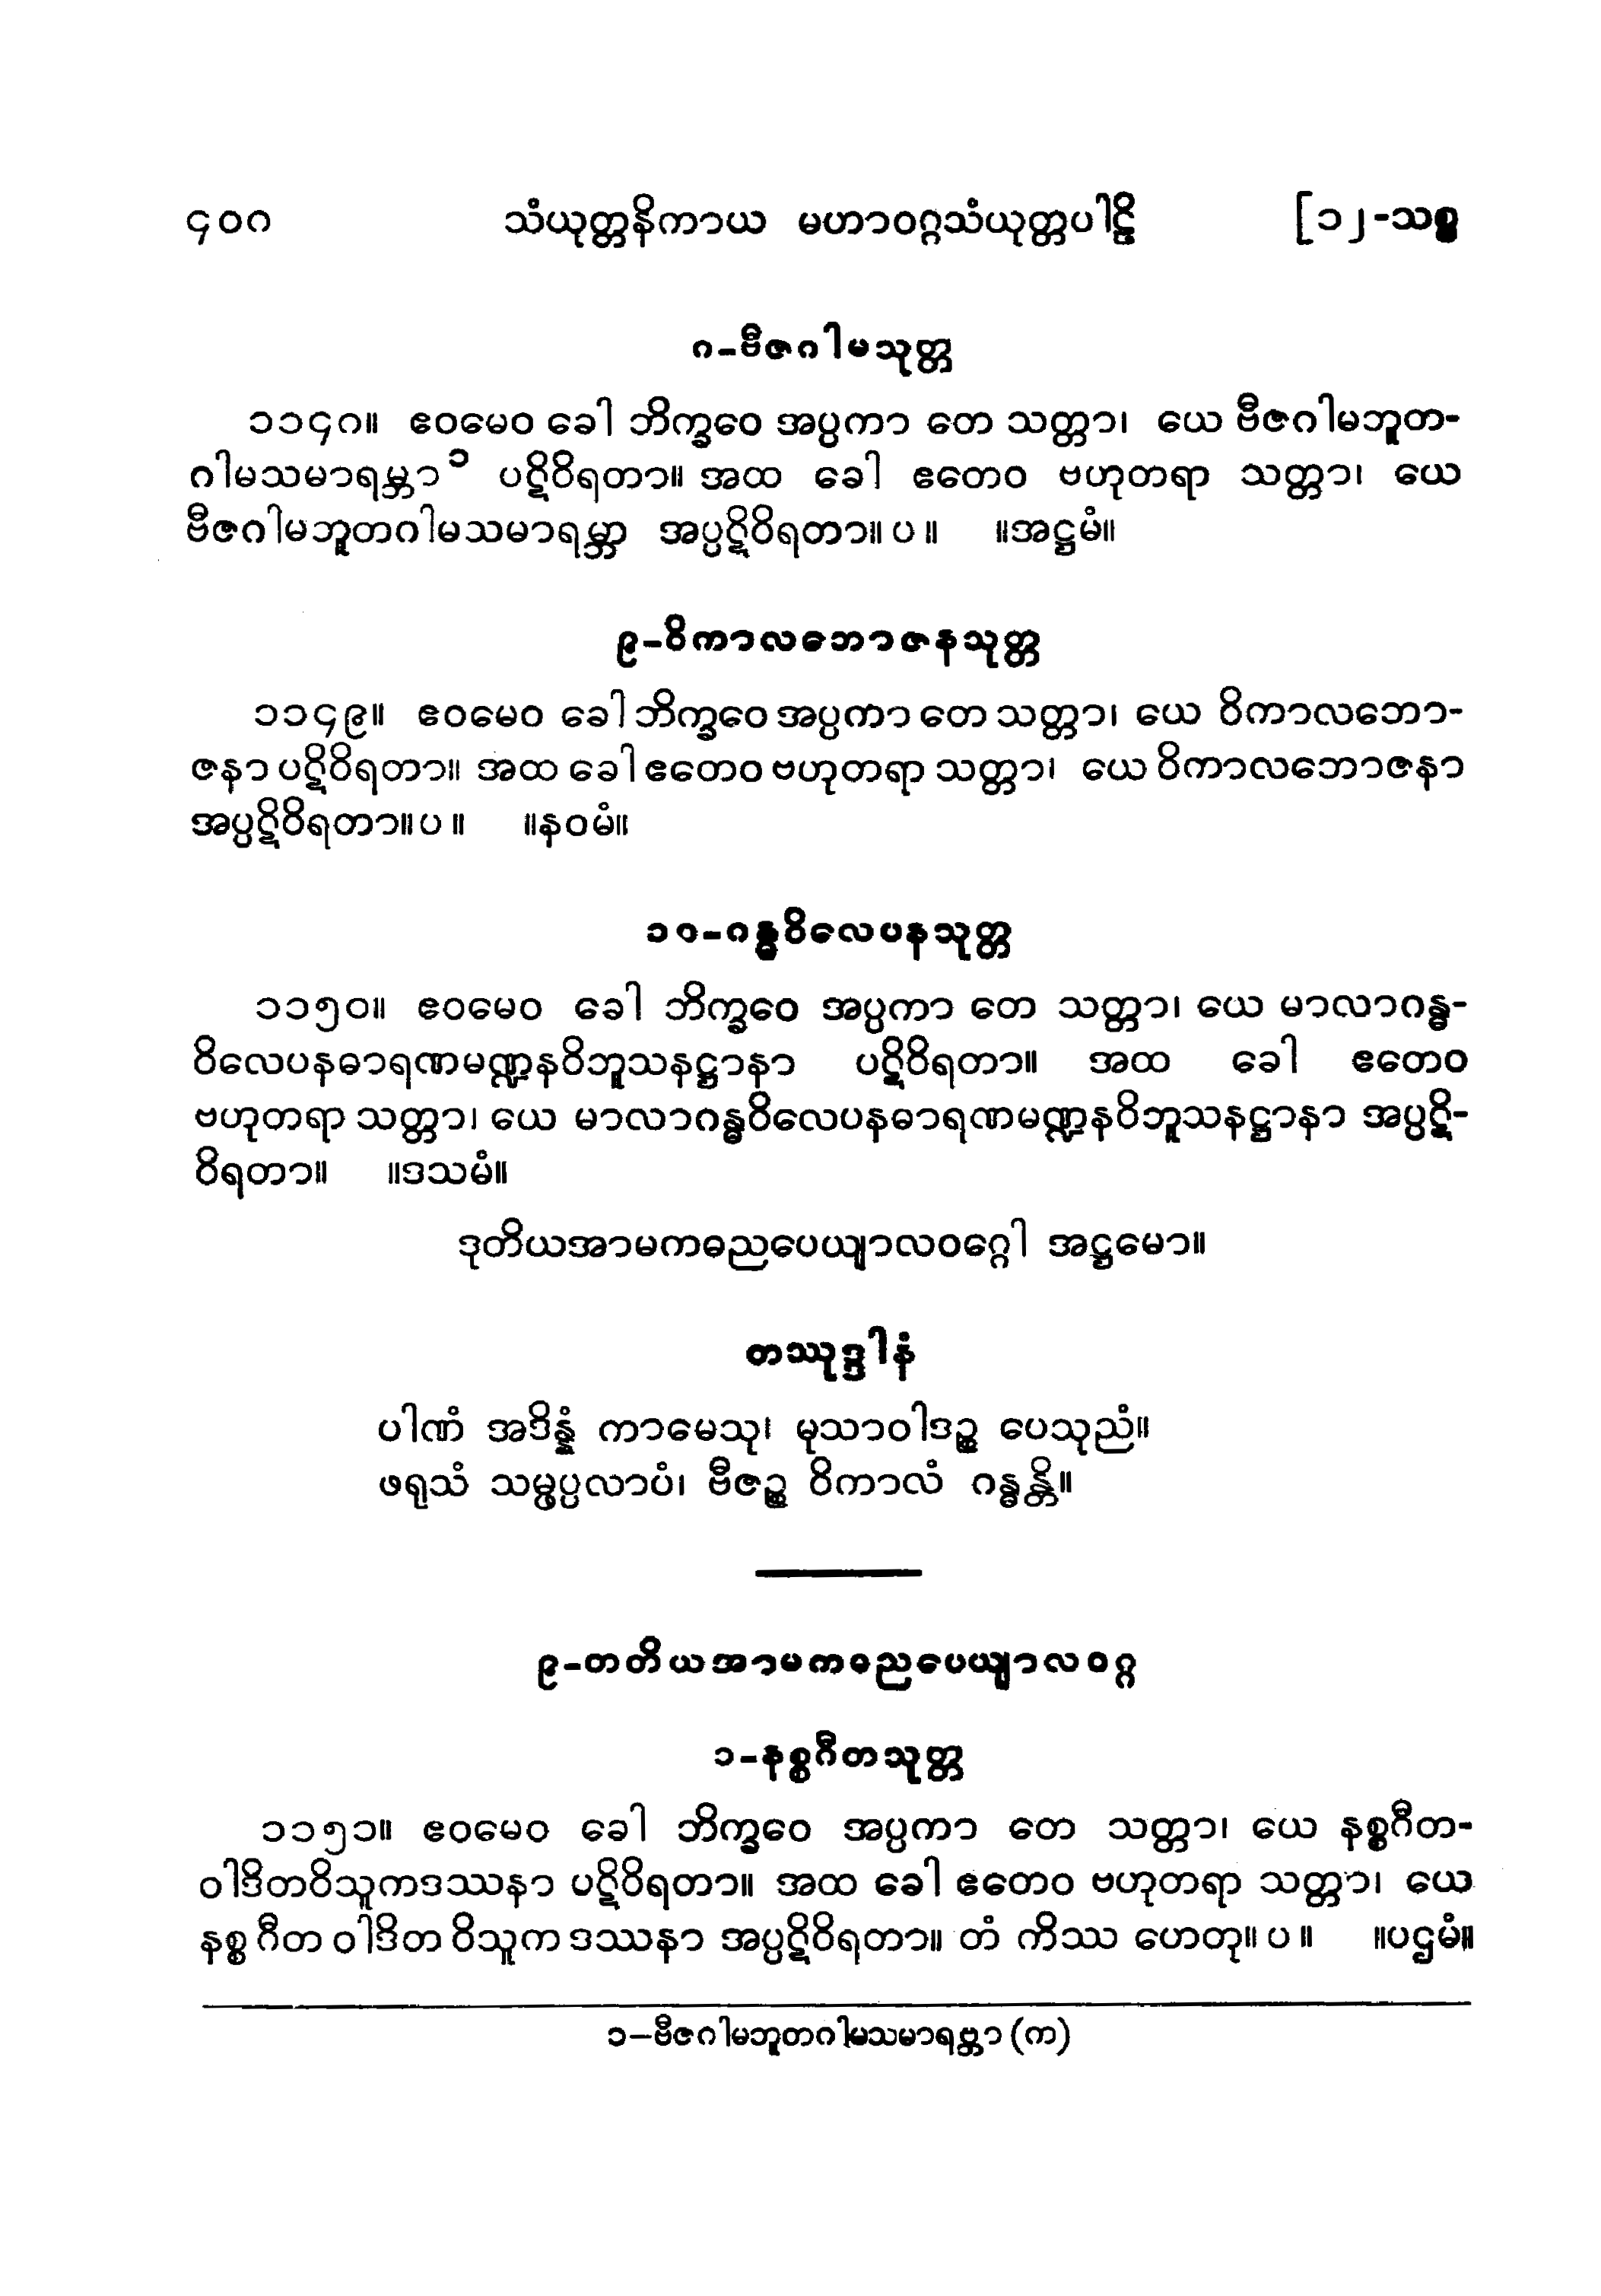 ၄၀၈ သံယုတ္တနိကာယ မဟာဝဂ္ဂသံယုတ္တပါဠိ [၁၂-သစ္စ
၈-ဗီဇဂါမသုတ္တ
၁၁၄၈။ ဧဝမေဝ ခေါ ဘိက္ခဝေ အပ္ပကာ တေ သတ္တာ၊ ယေ ဗီဇဂါမဘူတ-
ဂါမသမာရမ္ဘာ၁ ပဋိဝိရတာ။ အထ ခေါ ဧတေဝ ဗဟုတရာ သတ္တာ၊ ယေ
ဗီဇဂါမဘူတဂါမသမာရမ္ဘာ အပ္ပဋိဝိရတာ။ ပ ။ ။အဋ္ဌမံ။
၉-ဝိကာလဘောဇနသုတ္တ
၁၁၄၉။ ဧဝမေဝ ခေါ ဘိက္ခဝေ အပ္ပကာ တေ သတ္တာ၊ ယေ ဝိကာလဘော-
ဇနာ ပဋိဝိရတာ။ အထ ခေါ ဧတေဝ ဗဟုတရာ သတ္တာ၊ ယေ ဝိကာလဘောဇနာ
အပ္ပဋိဝိရတာ။ ပ ။ ။နဝမံ။
၁၀-ဂန္ဓဝိလေပနသုတ္တ
၁၁၅၀။ ဧဝမေဝ ခေါ ဘိက္ခဝေ အပ္ပကာ တေ သတ္တာ၊ ယေ မာလာဂန္ဓ-
ဝိလေပနဓာရဏမဏ္ဍနဝိဘူသနဋ္ဌာနာ ပဋိဝိရတာ။ အထ ခေါ ဧတေဝ
ဗဟုတရာ သတ္တာ၊ ယေ မာလာဂန္ဓဝိလေပနဓာရဏမဏ္ဍနဝိဘူသနဋ္ဌာနာ အပ္ပဋိ-
ဝိရတာ။ ။ဒသမံ။
ဒုတိယအာမကဓညပေယျာလဝဂ္ဂေါ အဋ္ဌမော။
တဿုဒ္ဒါနံ
ပါဏံ အဒိန္နံ ကာမေသု၊ မုသာဝါဒဉ္စ ပေသုညံ။
ဖရုသံ သမ္ဖပ္ပလာပံ၊ ဗီဇဉ္စ ဝိကာလံ ဂန္ဓန္တိ။
၉-တတိယအာမကဓညပေယျာလဝဂ္ဂ
၁-နစ္စဂီတသုတ္တ
၁၁၅၁။ ဧဝမေဝ ခေါ ဘိက္ခဝေ အပ္ပကာ တေ သတ္တာ၊ ယေ နစ္စဂီတ-
ဝါဒိတဝိသူကဒဿနာ ပဋိဝိရတာ။ အထ ခေါ ဧတေဝ ဗဟုတရာ သတ္တာ၊ ယေ
နစ္စ ဂီတ ဝါဒိတ ဝိသူက ဒဿနာ အပ္ပဋိဝိရတာ။ တံ ကိဿ ဟေတု။ ပ ။ ။ပဌမံ။
၁−ဗီဇဂါမဘူတဂါမသမာရဗ္ဘာ (က)